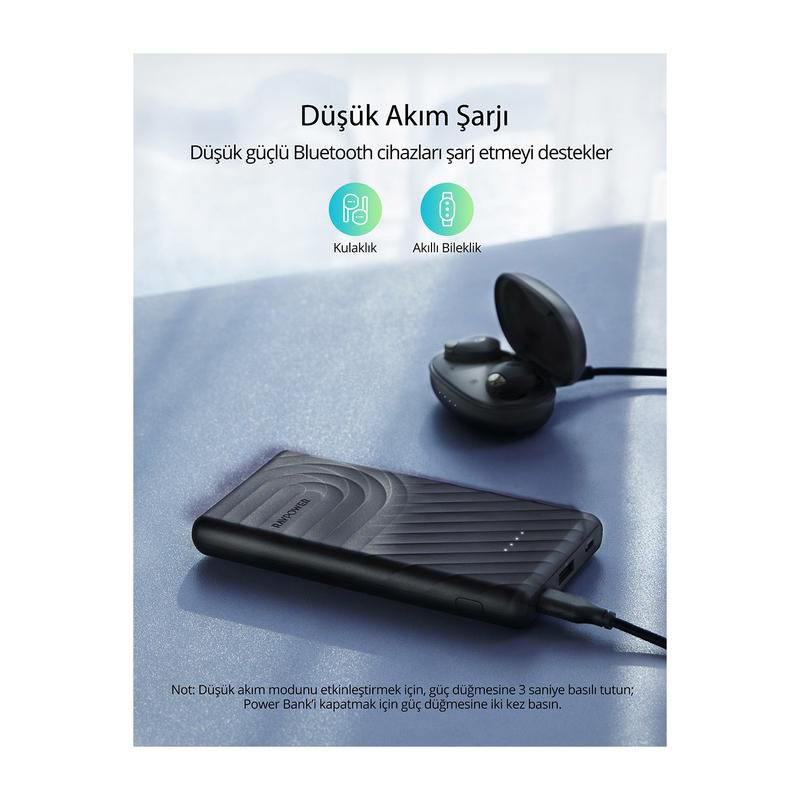 Düşük Akım Şarjı
Düşük güçlü Bluetooth cihazları şarj etmeyi destekler
Kulaklık
Akıllı Bileklik
RAVPOWER
Not: Düşük akım modunu etkinleştirmek için, güç düğmesine 3 saniye basılı tutun;
Power Bank’i kapatmak için güç düğmesine iki kez basın.